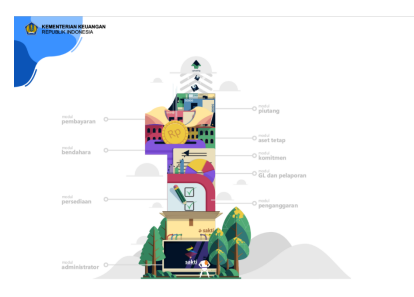 KEMENTERIAN KEUANGAN
REPUBLIK INDONESIA
modul
piutang
modul
pembayaran
RP
modul
aset tetap
modul
bendahara
modul
komitmen
modul
GL dan pelaporan
modul
persediaan
modul
penganggaran
sakti
modul
administrator
sakti